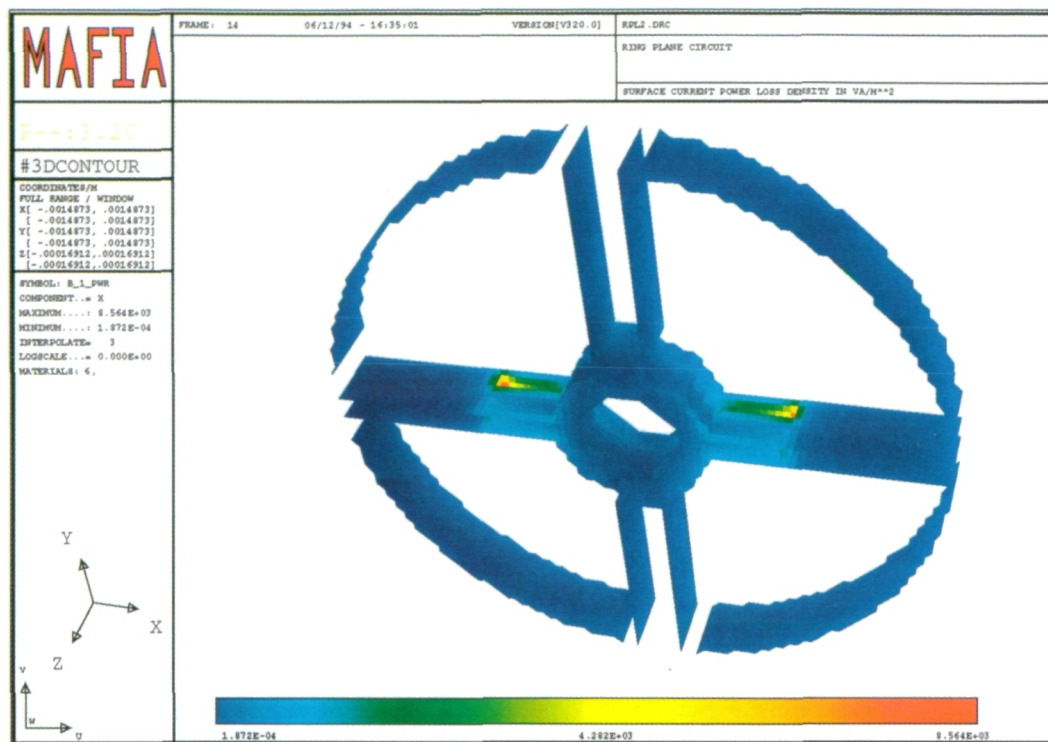 MAFIA
FRAME: 14 06/12/94 - 16:35:01 VERSION[V320.0] RPL2.DRC
RING PLANE CIRCUIT
SURFACE CURRENT POWER LOSS DENSITY IN VA/M**2
P--:3.20
#3DCONTOUR
COORDINATES/M
FULL RANGE / WINDOW
X[ -.0014873, .0014873]
[ -.0014873, .0014873]
Y[ -.0014873, .0014873]
[ -.0014873, .0014873]
Z[-.00016912,.00016912]
[-.00016912,.00016912]
SYMBOL: B_1_PWR
COMPONENT..= X
MAXIMUM....: 8.564E+03
MINIMUM....: 1.872E-04
INTERPOLATE= 3
LOGSCALE...= 0.000E+00
MATERIALS: 6,
Y
X
Z
V
W
U
1.872E-04 4.282E+03 8.564E+03